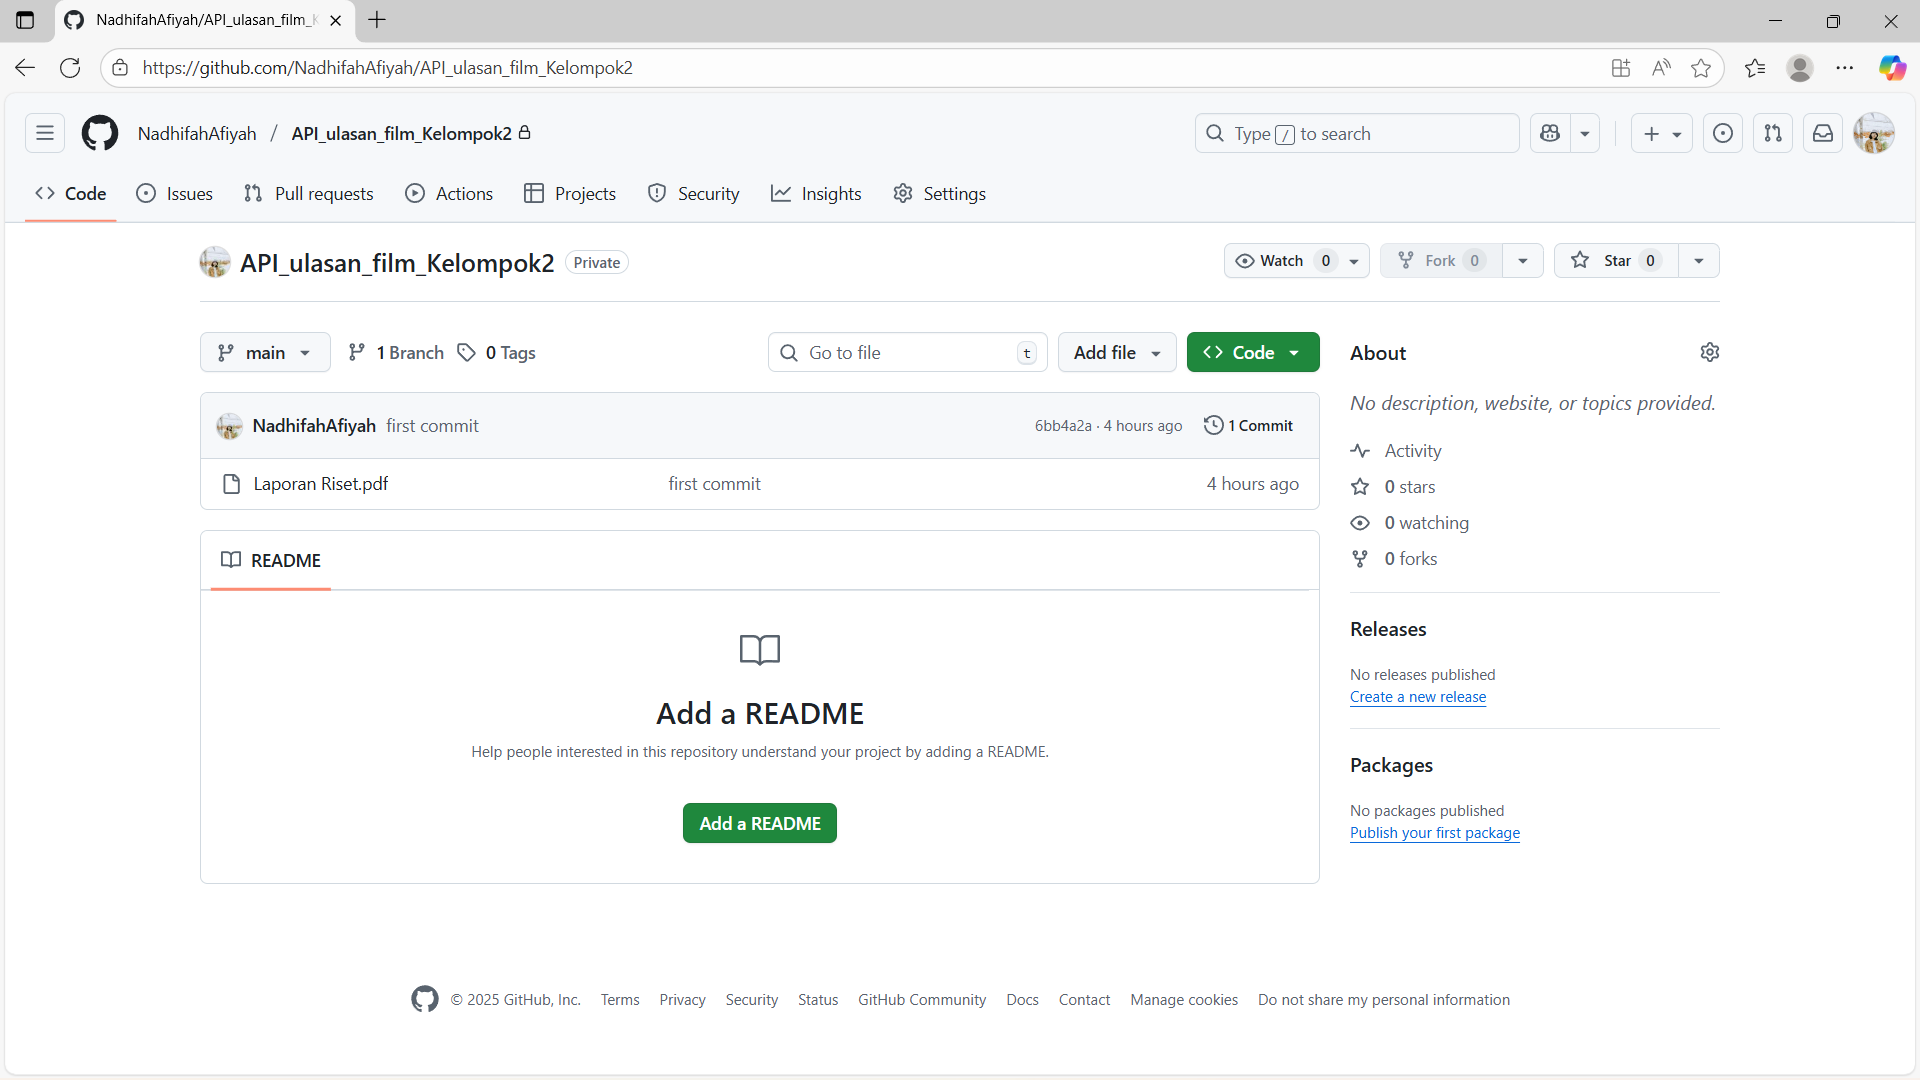 NadhifahAfiyah/API_ulasan_film_K
https://github.com/NadhifahAfiyah/API_ulasan_film_Kelompok2
NadhifahAfiyah / API_ulasan_film_Kelompok2
Type / to search
Code
Issues
Pull requests
Actions
Projects
Security
Insights
Settings
API_ulasan_film_Kelompok2 Private
Watch 0
Fork 0
Star 0
main
1 Branch
0 Tags
Go to file t
Add file
Code
NadhifahAfiyah first commit
6bb4a2a · 4 hours ago
1 Commit
Laporan Riset.pdf
first commit
4 hours ago
README
Add a README
Help people interested in this repository understand your project by adding a README.
Add a README
About
No description, website, or topics provided.
Activity
0 stars
0 watching
0 forks
Releases
No releases published
Create a new release
Packages
No packages published
Publish your first package
© 2025 GitHub, Inc.
Terms
Privacy
Security
Status
GitHub Community
Docs
Contact
Manage cookies
Do not share my personal information